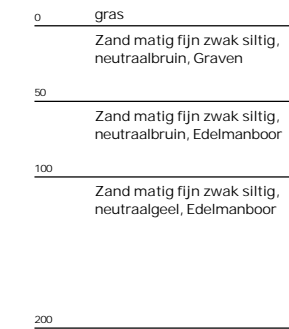 0 gras
Zand matig fijn zwak siltig,
neutraalbruin, Graven
50
Zand matig fijn zwak siltig,
neutraalbruin, Edelmanboor
100
Zand matig fijn zwak siltig,
neutraalgeel, Edelmanboor
200